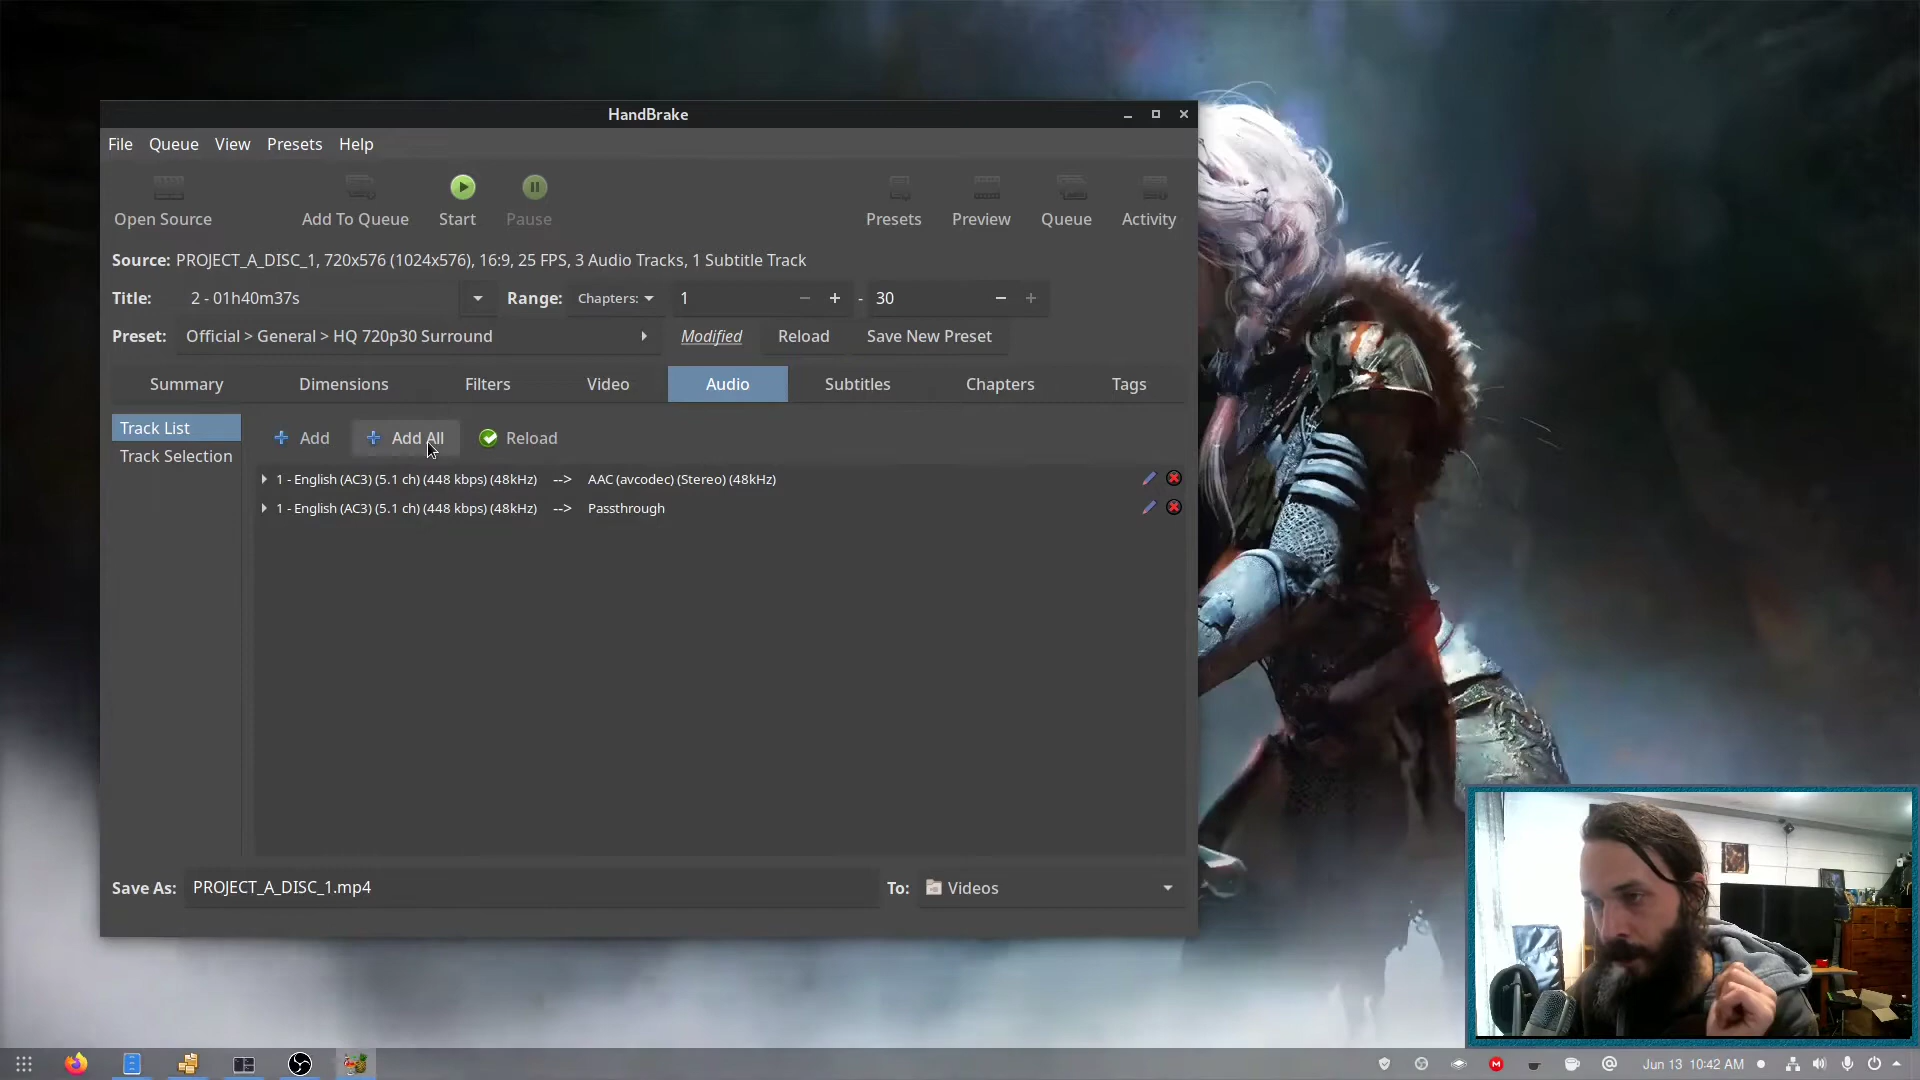 HandBrake
File Queue View Presets Help
Open Source Add To Queue Start Pause Presets Preview Queue Activity
Source: PROJECT_A_DISC_1, 720x576 (1024x576), 16:9, 25 FPS, 3 Audio Tracks, 1 Subtitle Track
Title: 2 - 01h40m37s Range: Chapters: 1 - 30
Preset: Official > General > HQ 720p30 Surround Modified Reload Save New Preset
Summary Dimensions Filters Video Audio Subtitles Chapters Tags
Track List Add Add All Reload
Track Selection
1 - English (AC3) (5.1 ch) (448 kbps) (48kHz) --> AAC (avcodec) (Stereo) (48kHz)
1 - English (AC3) (5.1 ch) (448 kbps) (48kHz) --> Passthrough
Save As: PROJECT_A_DISC_1.mp4 To: Videos
Jun 13 10:42 AM